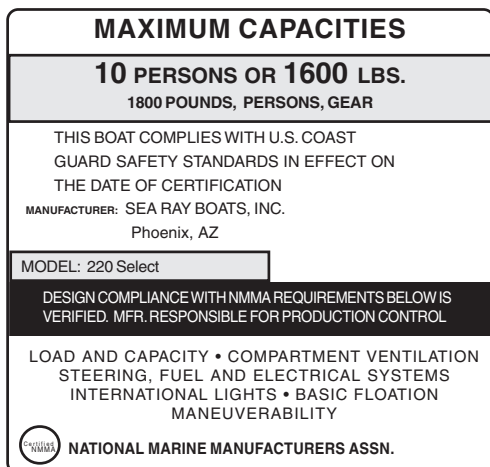 MAXIMUM CAPACITIES
10 PERSONS OR 1600 LBS.
1800 POUNDS, PERSONS, GEAR
THIS BOAT COMPLIES WITH U.S. COAST
GUARD SAFETY STANDARDS IN EFFECT ON
THE DATE OF CERTIFICATION
MANUFACTURER: SEA RAY BOATS, INC.
Phoenix, AZ
MODEL: 220 Select
DESIGN COMPLIANCE WITH NMMA REQUIREMENTS BELOW IS
VERIFIED. MFR. RESPONSIBLE FOR PRODUCTION CONTROL
LOAD AND CAPACITY • COMPARTMENT VENTILATION
STEERING, FUEL AND ELECTRICAL SYSTEMS
INTERNATIONAL LIGHTS • BASIC FLOATION
MANEUVERABILITY
Certified
NMMA
NATIONAL MARINE MANUFACTURERS ASSN.